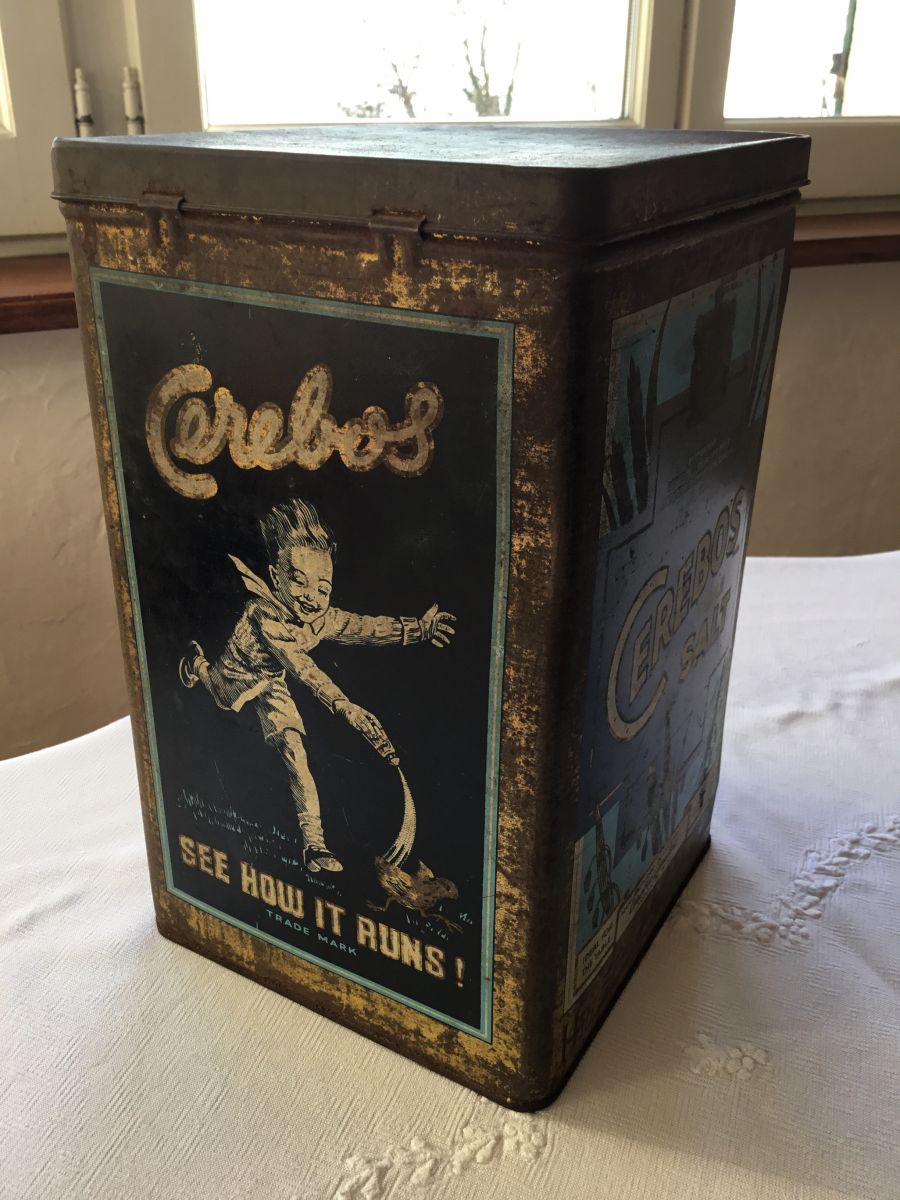 Cerebos
SEE HOW IT RUNS!
TRADE MARK
CEREBOS
SALT